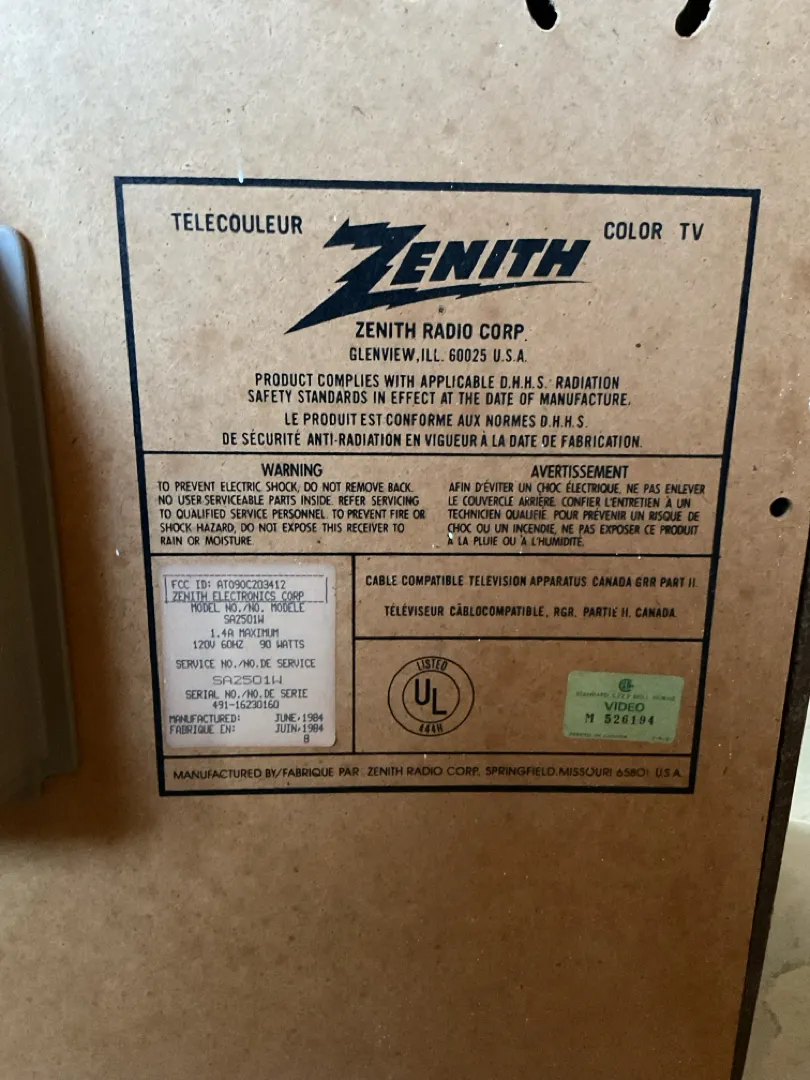 TÉLÉCOULEUR
ZENITH
COLOR TV
ZENITH RADIO CORP.
GLENVIEW, ILL. 60025 U.S.A.
PRODUCT COMPLIES WITH APPLICABLE D.H.H.S. RADIATION
SAFETY STANDARDS IN EFFECT AT THE DATE OF MANUFACTURE.
LE PRODUIT EST CONFORME AUX NORMES D.H.H.S.
DE SÉCURITÉ ANTI-RADIATION EN VIGUEUR À LA DATE DE FABRICATION.
WARNING
TO PREVENT ELECTRIC SHOCK, DO NOT REMOVE BACK.
NO USER-SERVICEABLE PARTS INSIDE. REFER SERVICING
TO QUALIFIED SERVICE PERSONNEL. TO PREVENT FIRE OR
SHOCK HAZARD, DO NOT EXPOSE THIS RECEIVER TO
RAIN OR MOISTURE.
AVERTISSEMENT
AFIN D'ÉVITER UN CHOC ÉLECTRIQUE, NE PAS ENLEVER
LE COUVERCLE ARRIÈRE. CONFIER L'ENTRETIEN À UN
TECHNICIEN QUALIFIÉ. POUR PRÉVENIR UN RISQUE DE
CHOC OU UN INCENDIE, NE PAS EXPOSER CE PRODUIT
À LA PLUIE OU À L'HUMIDITÉ.
FCC ID: ATO90C203412
ZENITH ELECTRONICS CORP
MODEL NO./NO. MODELE
SA2501W
1.4A MAXIMUM
120V 60HZ 90 WATTS
SERVICE NO./NO.DE SERVICE
SA2501W
SERIAL NO./NO.DE SERIE
491-16230160
MANUFACTURED: JUNE,1984
FABRIQUE EN: JUIN,1984
B
CABLE COMPATIBLE TELEVISION APPARATUS CANADA GRR PART II.
TÉLÉVISEUR CÂBLOCOMPATIBLE, RGR. PARTIE II. CANADA.
LISTED
UL
444H
VIDEO
M 526194
MANUFACTURED BY/FABRIQUE PAR: ZENITH RADIO CORP. SPRINGFIELD, MISSOURI 65801 U.S.A.